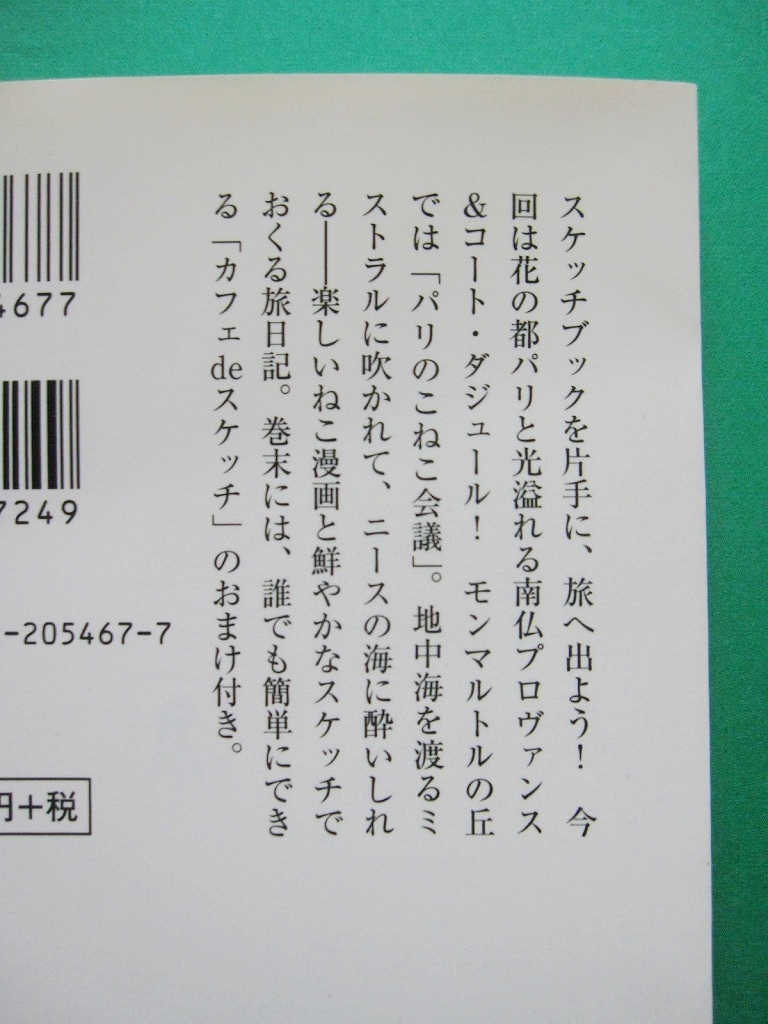 スケッチブックを片手に、旅へ出よう！　今
回は花の都パリと光溢れる南仏プロヴァンス
&コート・ダジュール！　モンマルトルの丘
では「パリのこねこ会議」。地中海を渡るミ
ストラルに吹かれて、ニースの海に酔いしれ
る――楽しいねこ漫画と鮮やかなスケッチで
おくる旅日記。巻末には、誰でも簡単にでき
る「カフェdeスケッチ」のおまけ付き。
4677
7249
-205467-7
円+税